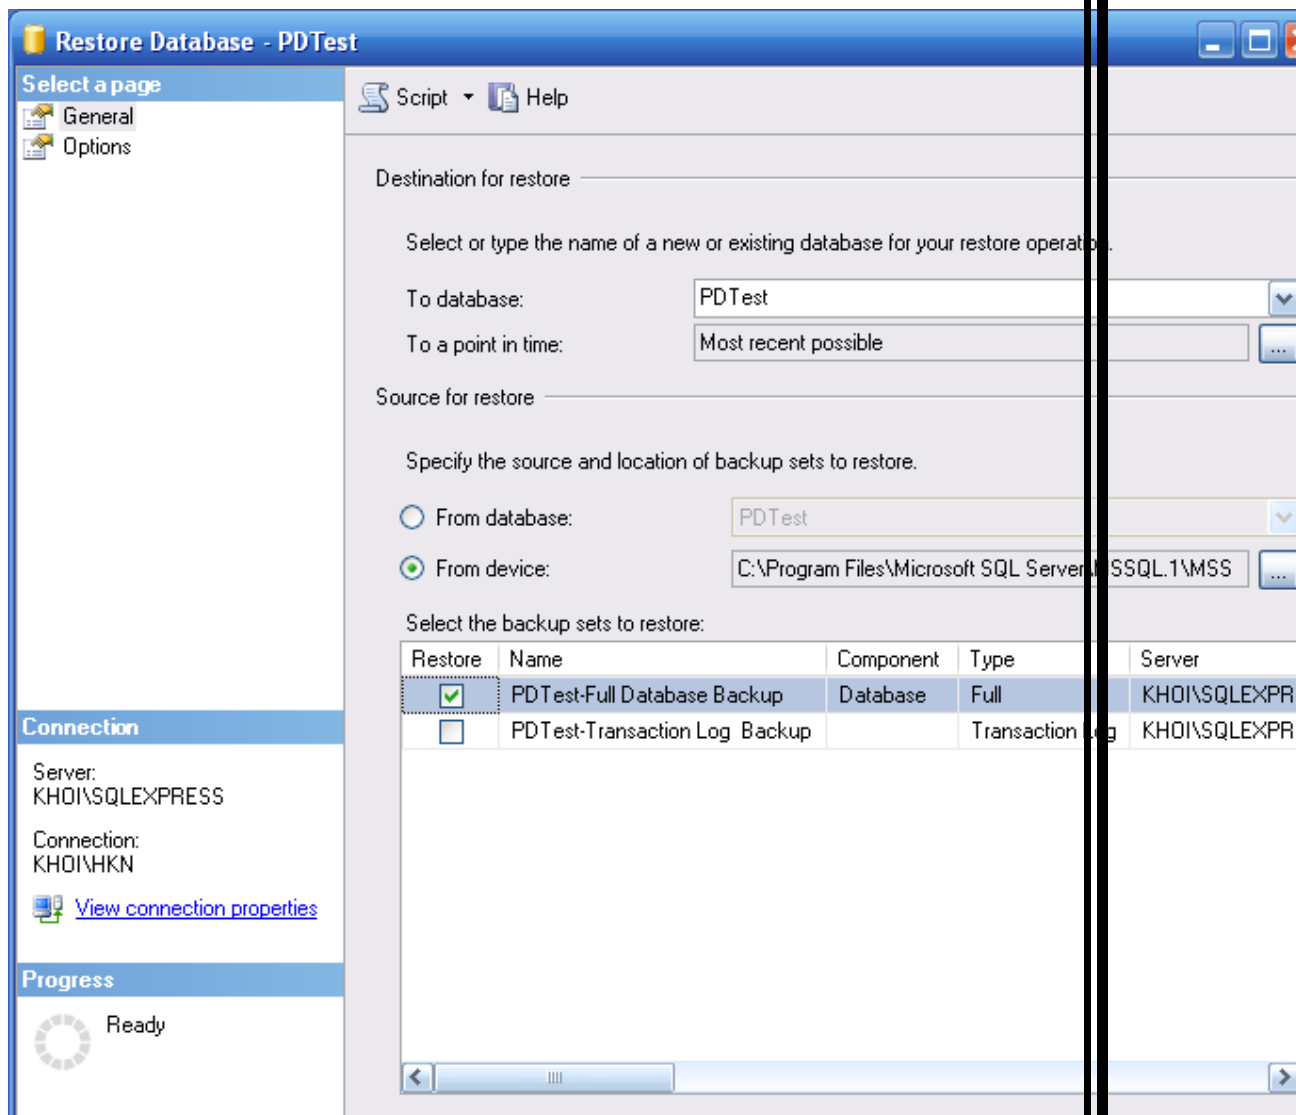 Restore Database - PDTest
Select a page
General
Options
Script Help
Destination for restore
Select or type the name of a new or existing database for your restore operation.
To database: PDTest
To a point in time: Most recent possible ...
Source for restore
Specify the source and location of backup sets to restore.
From database: PDTest
From device: C:\Program Files\Microsoft SQL Server\MSSQL.1\MSS ...
Select the backup sets to restore:
Restore Name Component Type Server
PDTest-Full Database Backup Database Full KHOI\SQLEXPR
PDTest-Transaction Log Backup Transaction Log KHOI\SQLEXPR
Connection
Server:
KHOI\SQLEXPRESS
Connection:
KHOI\HKN
View connection properties
Progress
Ready